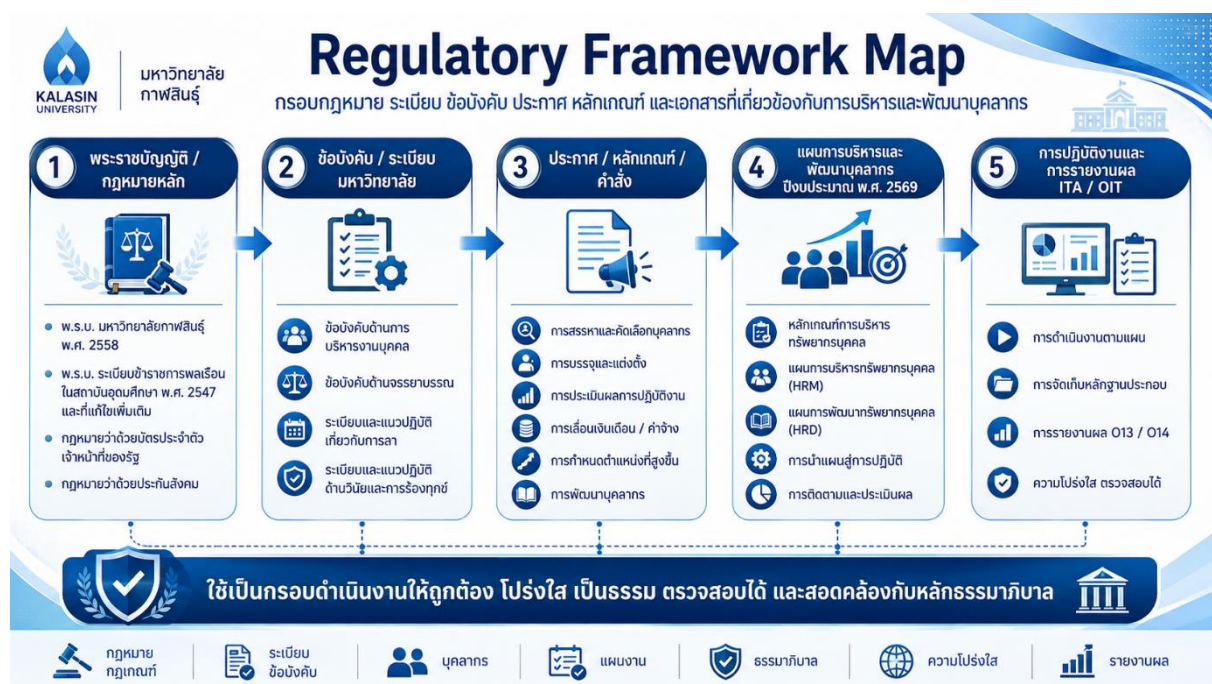 KALASIN
UNIVERSITY
มหาวิทยาลัย
กาฬสินธุ์
Regulatory Framework Map
กรอบกฎหมาย ระเบียบ ข้อบังคับ ประกาศ หลักเกณฑ์ และเอกสารที่เกี่ยวข้องกับการบริหารและพัฒนาบุคลากร
1
พระราชบัญญัติ /
กฎหมายหลัก
พ.ร.บ. มหาวิทยาลัยกาฬสินธุ์
พ.ศ. 2558
พ.ร.บ. ระเบียบข้าราชการพลเรือน
ในสถาบันอุดมศึกษา พ.ศ. 2547
และที่แก้ไขเพิ่มเติม
กฎหมายว่าด้วยบัตรประจำตัว
เจ้าหน้าที่ของรัฐ
กฎหมายว่าด้วยประกันสังคม
2
ข้อบังคับ / ระเบียบ
มหาวิทยาลัย
ข้อบังคับด้านการ
บริหารงานบุคคล
ข้อบังคับด้านจรรยาบรรณ
ระเบียบและแนวปฏิบัติ
เกี่ยวกับการลา
ระเบียบและแนวปฏิบัติ
ด้านวินัยและการร้องทุกข์
3
ประกาศ / หลักเกณฑ์ /
คำสั่ง
การสรรหาและคัดเลือกบุคลากร
การบรรจุและแต่งตั้ง
การประเมินผลการปฏิบัติงาน
การเลื่อนเงินเดือน / ค่าจ้าง
การกำหนดตำแหน่งที่สูงขึ้น
การพัฒนาบุคลากร
4
แผนการบริหารและ
พัฒนาบุคลากร
ปีงบประมาณ พ.ศ. 2569
หลักเกณฑ์การบริหาร
ทรัพยากรบุคคล
แผนการบริหารทรัพยากรบุคคล
(HRM)
แผนการพัฒนาทรัพยากรบุคคล
(HRD)
การนำแผนสู่การปฏิบัติ
การติดตามและประเมินผล
5
การปฏิบัติงานและ
การรายงานผล
ITA / OIT
การดำเนินงานตามแผน
การจัดเก็บหลักฐานประกอบ
การรายงานผล O13 / O14
ความโปร่งใส ตรวจสอบได้
ใช้เป็นกรอบดำเนินงานให้ถูกต้อง โปร่งใส เป็นธรรม ตรวจสอบได้ และสอดคล้องกับหลักธรรมาภิบาล
กฎหมาย
กฎเกณฑ์
ระเบียบ
ข้อบังคับ
บุคลากร
แผนงาน
ธรรมาภิบาล
ความโปร่งใส
รายงานผล